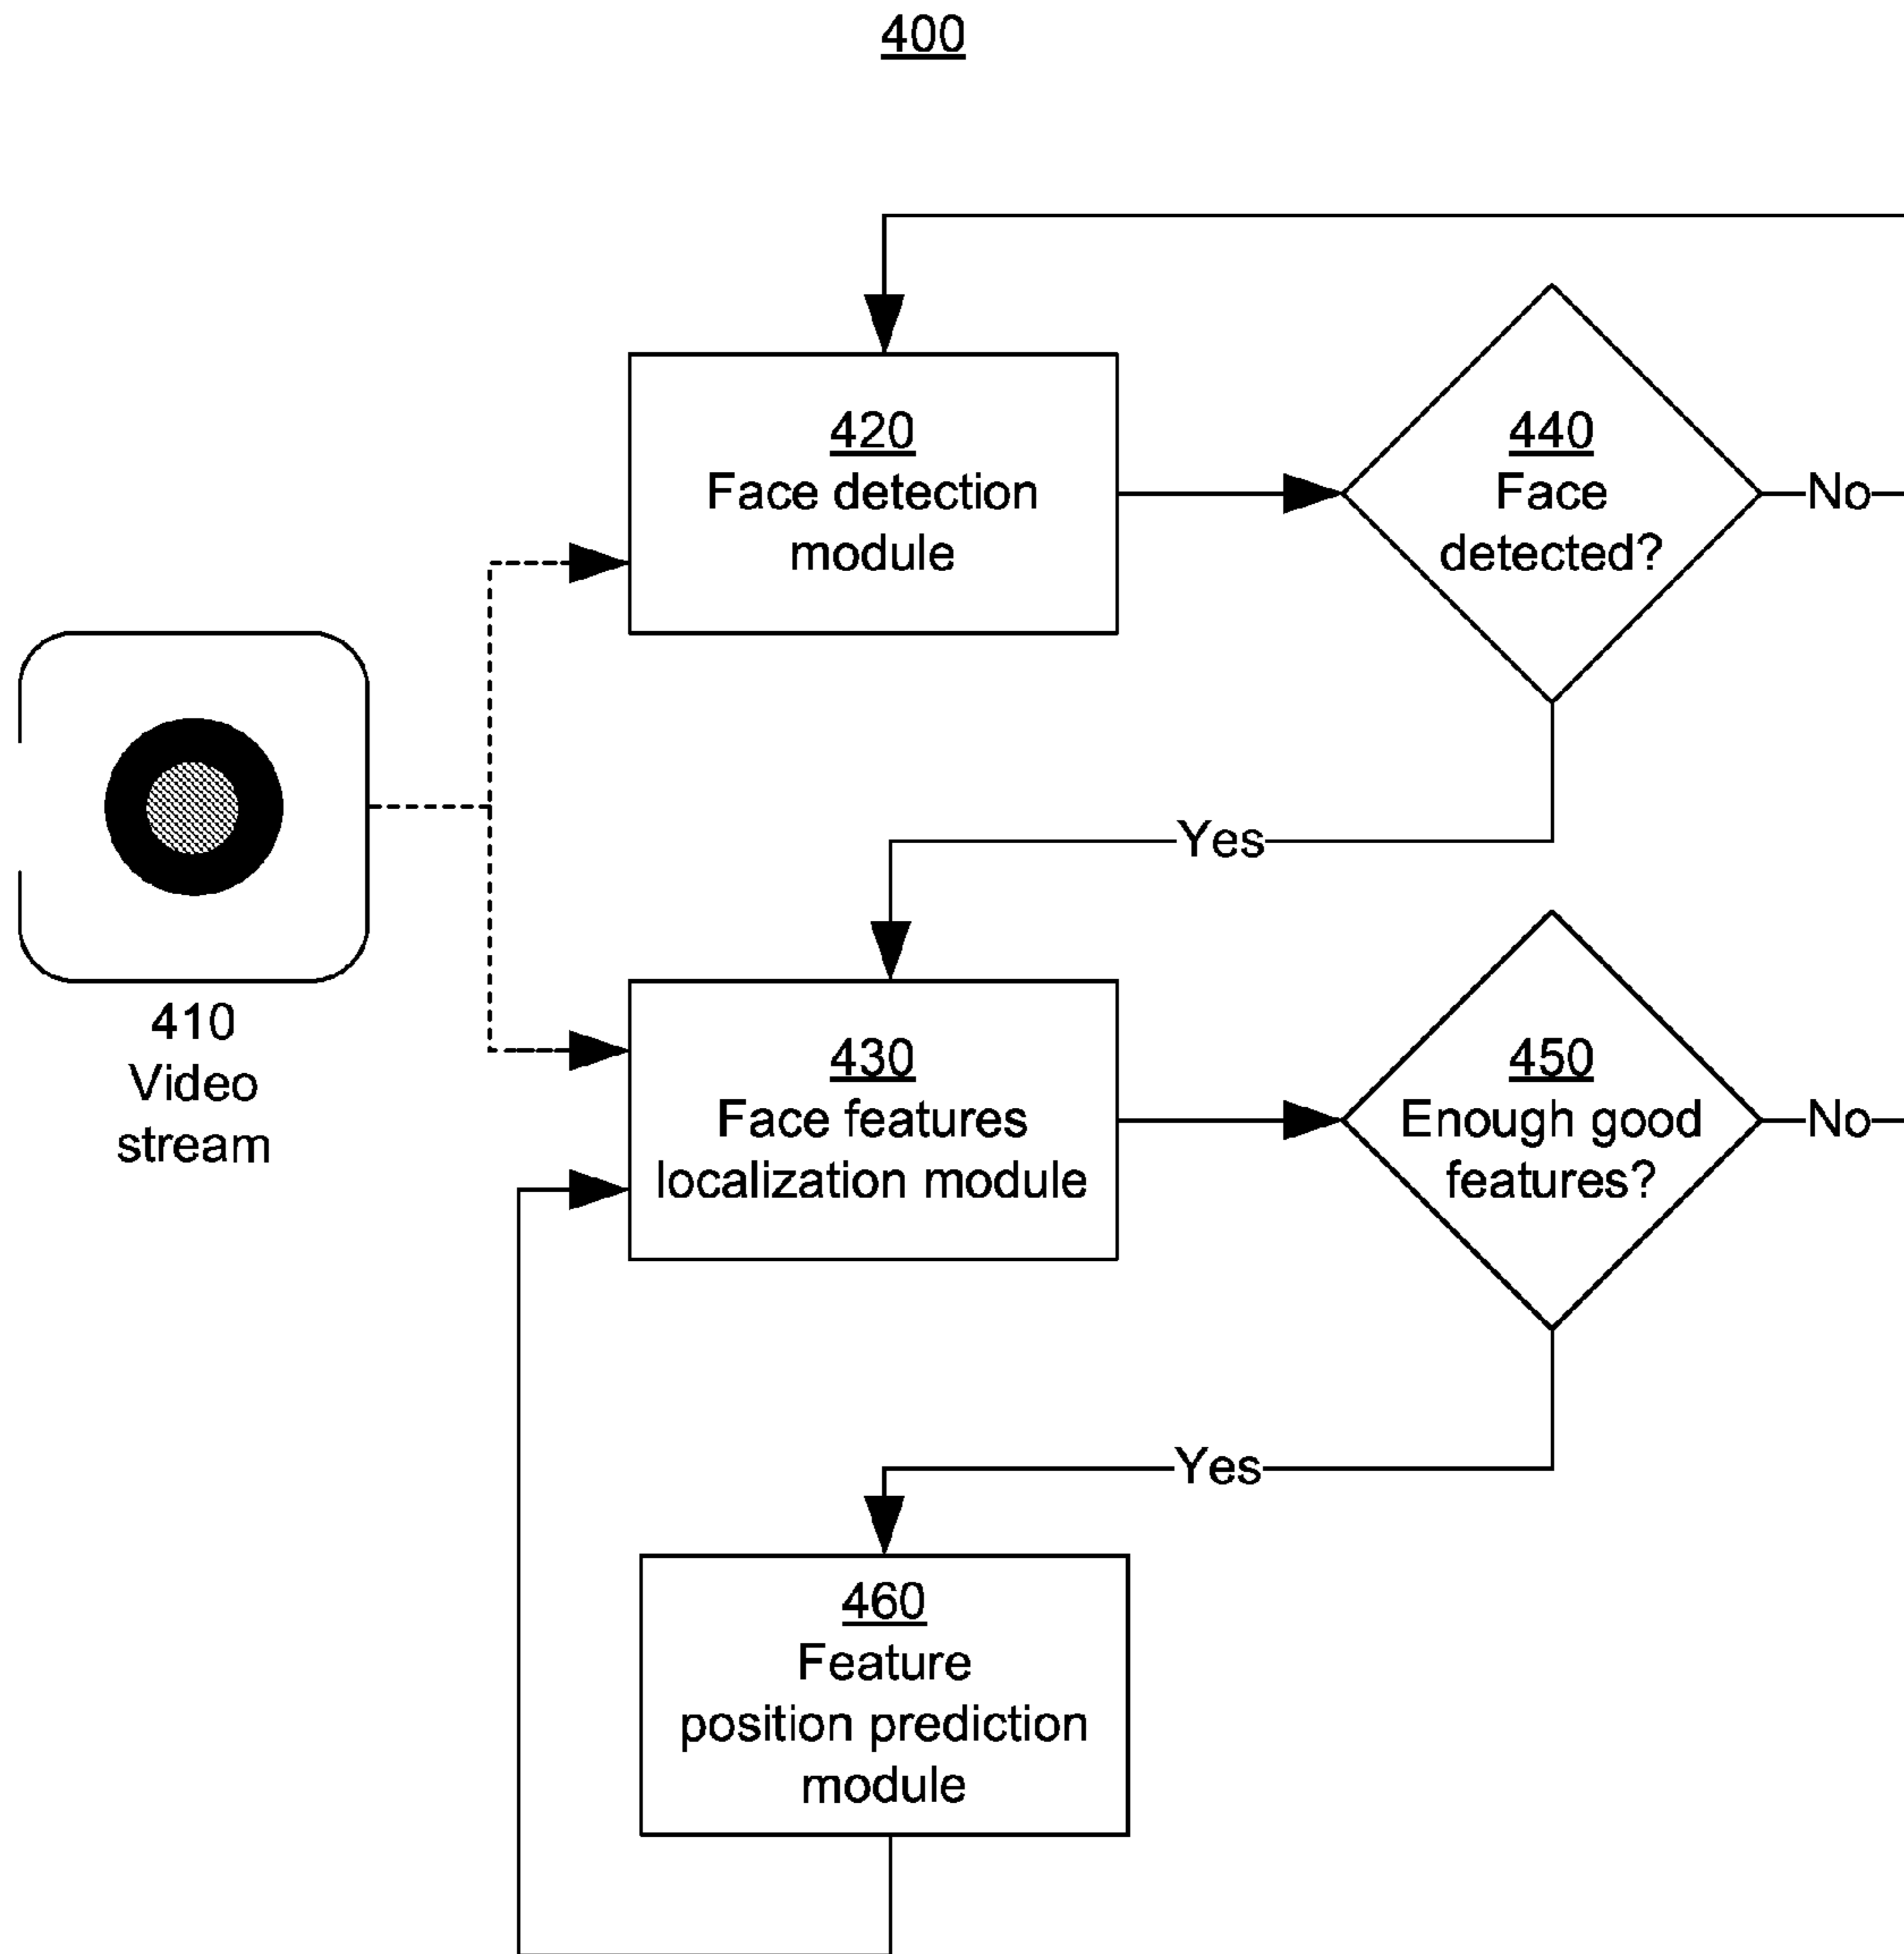 400
420
Face detection
module
440
Face
detected?
No
Yes
410
Video
stream
430
Face features
localization module
450
Enough good
features?
No
Yes
460
Feature
position prediction
module